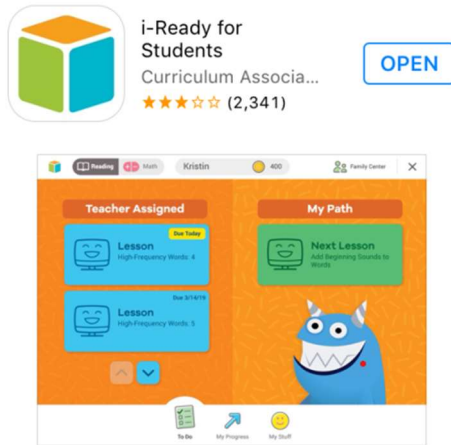 i-Ready for
Students
Curriculum Associa...
OPEN
★★★☆☆ (2,341)
Reading
Math
Kristin
400
Family Center
Teacher Assigned
My Path
Due Today
Lesson
High-Frequency Words: 4
Next Lesson
Add Beginning Sounds to
Words
Due 3/14/19
Lesson
High-Frequency Words: 5
To Do
My Progress
My Stuff